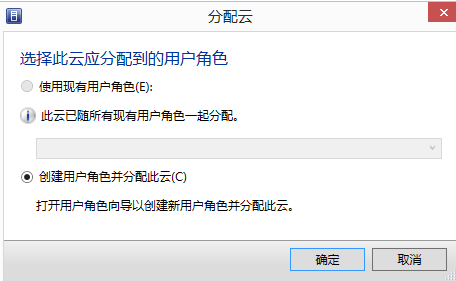 分配云
选择此云应分配到的用户角色
使用现有用户角色(E):
此云已随所有现有用户角色一起分配。
创建用户角色并分配此云(C)
打开用户角色向导以创建新用户角色并分配此云。
确定 取消